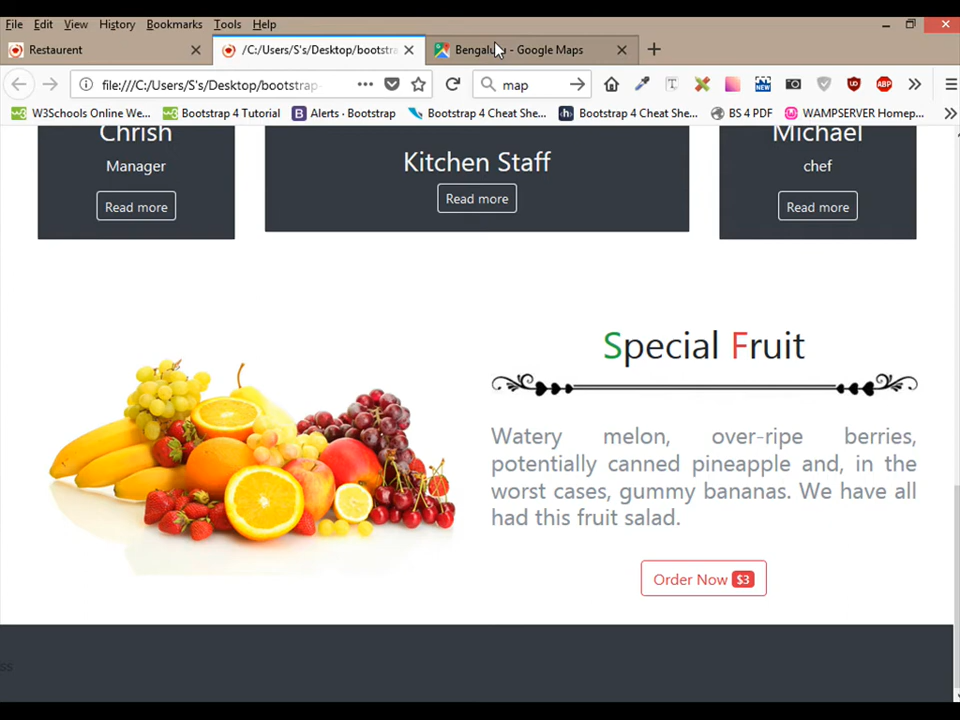 File Edit View History Bookmarks Tools Help
Restaurent
/C:/Users/S's/Desktop/bootstra
Bengaluru - Google Maps
file:///C:/Users/S's/Desktop/bootstrap-
map
NEW
ABP
W3Schools Online We...
Bootstrap 4 Tutorial
Alerts · Bootstrap
Bootstrap 4 Cheat She...
Bootstrap 4 Cheat She...
BS 4 PDF
WAMPSERVER Homep...
Chrish
Manager
Read more
Kitchen Staff
Read more
Michael
chef
Read more
Special Fruit
Watery melon, over-ripe berries,
potentially canned pineapple and, in the
worst cases, gummy bananas. We have all
had this fruit salad.
Order Now $3
ss